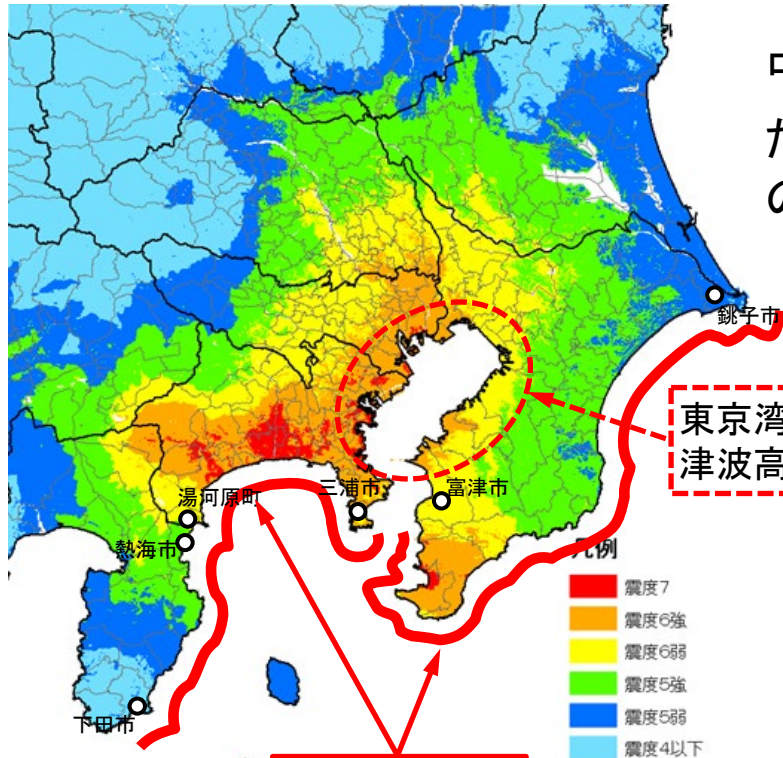 の
銚子市
東京湾
津波高
湯河原町
三浦市
富津市
熱海市
凡例
震度7
震度6強
震度6弱
震度5強
下田市
震度5弱
震度4以下